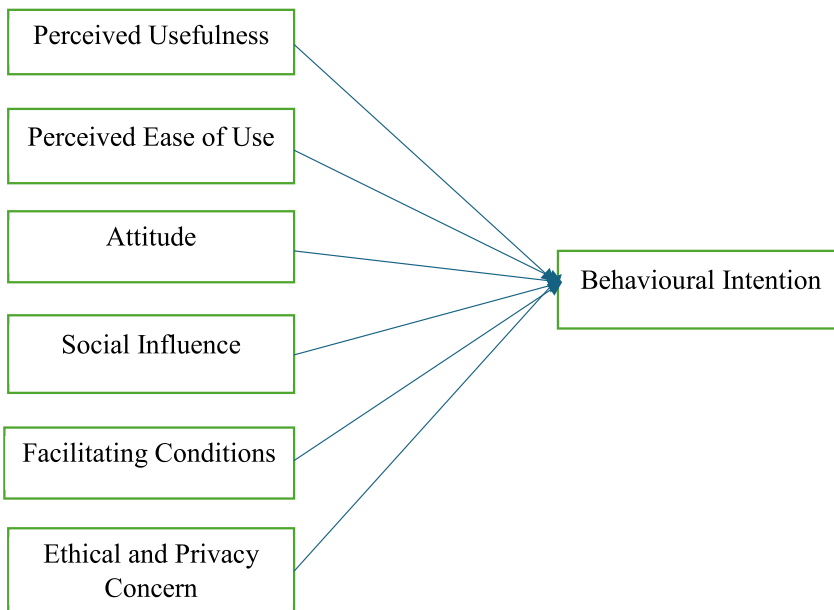 Perceived Usefulness
Perceived Ease of Use
Attitude
Social Influence
Facilitating Conditions
Ethical and Privacy
Concern
Behavioural Intention